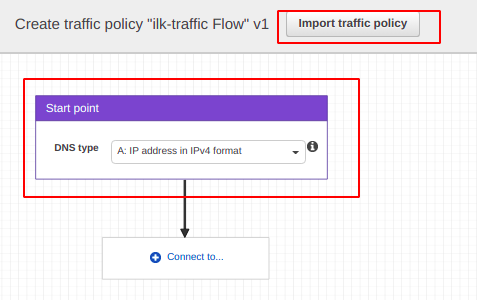 Create traffic policy "ilk-traffic Flow" v1
Import traffic policy
Start point
DNS type
A: IP address in IPv4 format
Connect to...